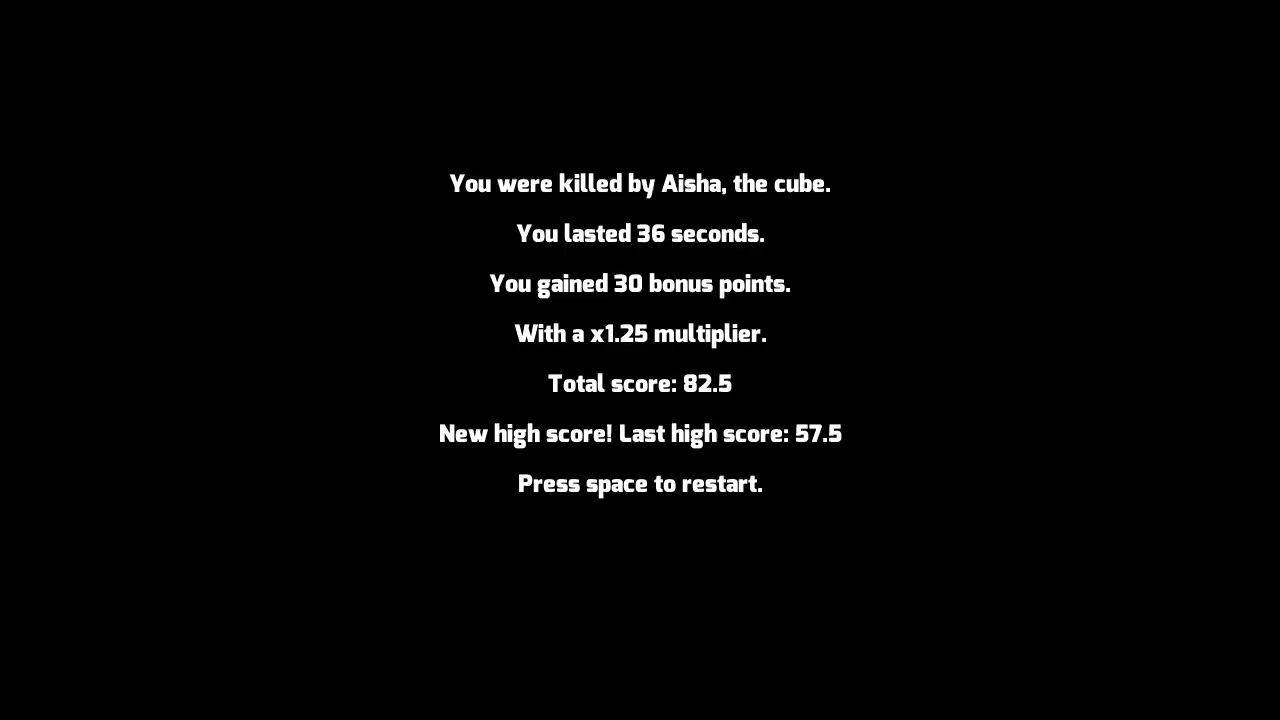 You were killed by Aisha, the cube.
You lasted 36 seconds.
You gained 30 bonus points.
With a x1.25 multiplier.
Total score: 82.5
New high score! Last high score: 57.5
Press space to restart.